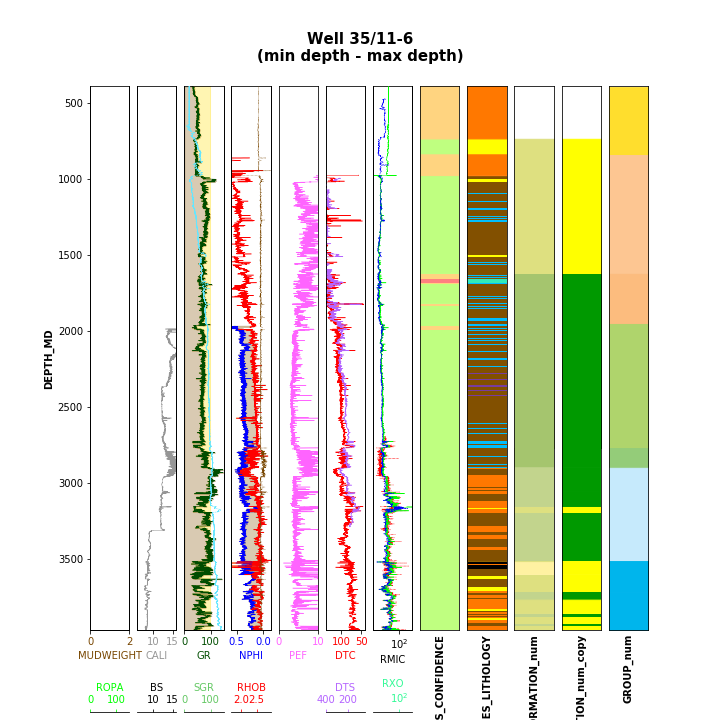 Well 35/11-6
(min depth - max depth)
DEPTH_MD
500
1000
1500
2000
2500
3000
3500
0 2 10 15 0 100 0.5 0.0 0 10 100 50 10²
MUDWEIGHT CALI GR NPHI PEF DTC RMIC
ROPA BS SGR RHOB DTS RXO
0 100 10 15 0 100 2.02.5 400 200 10²
S_CONFIDENCE
ES_LITHOLOGY
RMATION_num
TION_num_copy
GROUP_num